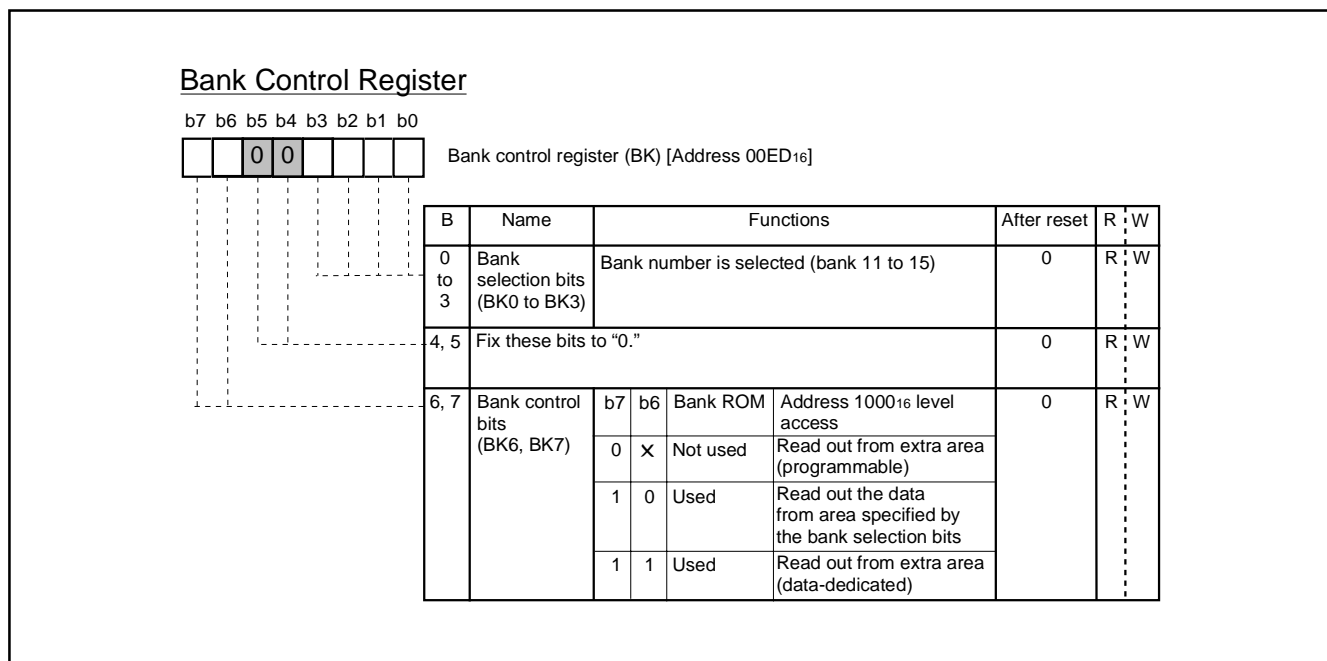 Bank Control Register
b7 b6 b5 b4 b3 b2 b1 b0
0 0
Bank control register (BK) [Address 00ED16]
B Name Functions After reset R W
0 to 3 Bank selection bits (BK0 to BK3) Bank number is selected (bank 11 to 15) 0 R W
4, 5 Fix these bits to “0.” 0 R W
6, 7 Bank control bits (BK6, BK7) 0 R W
b7 b6 Bank ROM Address 100016 level access
0 X Not used Read out from extra area (programmable)
1 0 Used Read out the data from area specified by the bank selection bits
1 1 Used Read out from extra area (data-dedicated)